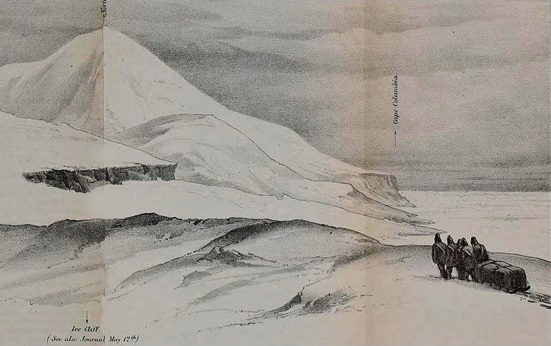 Cape Columbia
Ice Cliff
(See also Journal May 12th)